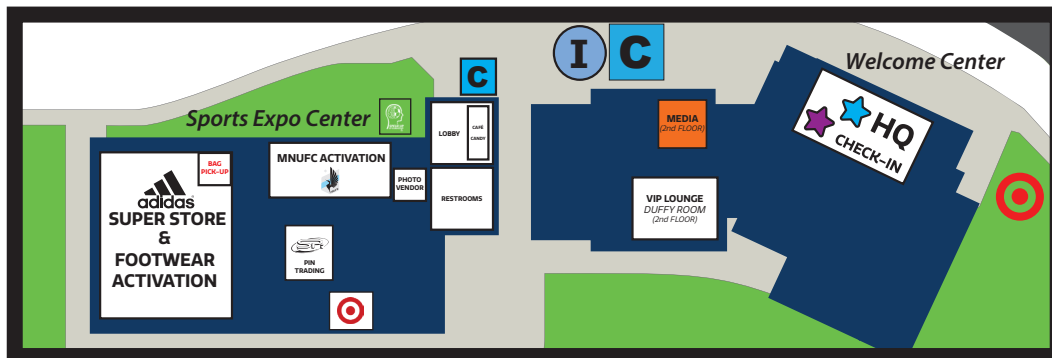 I
C
Welcome Center
C
Sports Expo Center
MEDIA
(2nd FLOOR)
HQ
CHECK-IN
LOBBY
CAFÉ
CANDY
MNUFC ACTIVATION
BAG
PICK-UP
PHOTO
VENDOR
RESTROOMS
adidas
SUPER STORE
&
FOOTWEAR
ACTIVATION
VIP LOUNGE
DUFFY ROOM
(2nd FLOOR)
PIN
TRADING